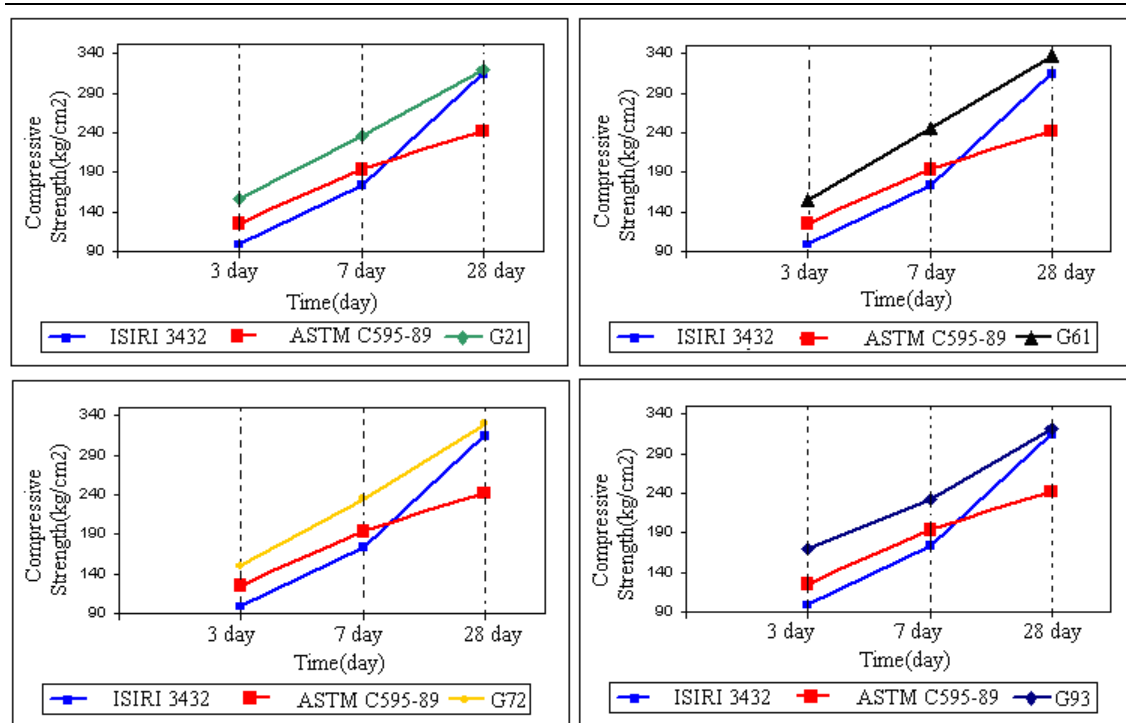 340
290
240
190
140
90
Compressive
Strength(kg/cm2)
3 day 7 day 28 day
Time(day)
ISIRI 3432 ASTM C595-89 G21
340
290
240
190
140
90
Compressive
Strength(kg/cm2)
3 day 7 day 28 day
Time(day)
ISIRI 3432 ASTM C595-89 G61
340
290
240
190
140
90
Compressive
Strength(kg/cm2)
3 day 7 day 28 day
Time(day)
ISIRI 3432 ASTM C595-89 G72
340
290
240
190
140
90
Compressive
Strength(kg/cm2)
3 day 7 day 28 day
Time(day)
ISIRI 3432 ASTM C595-89 G93